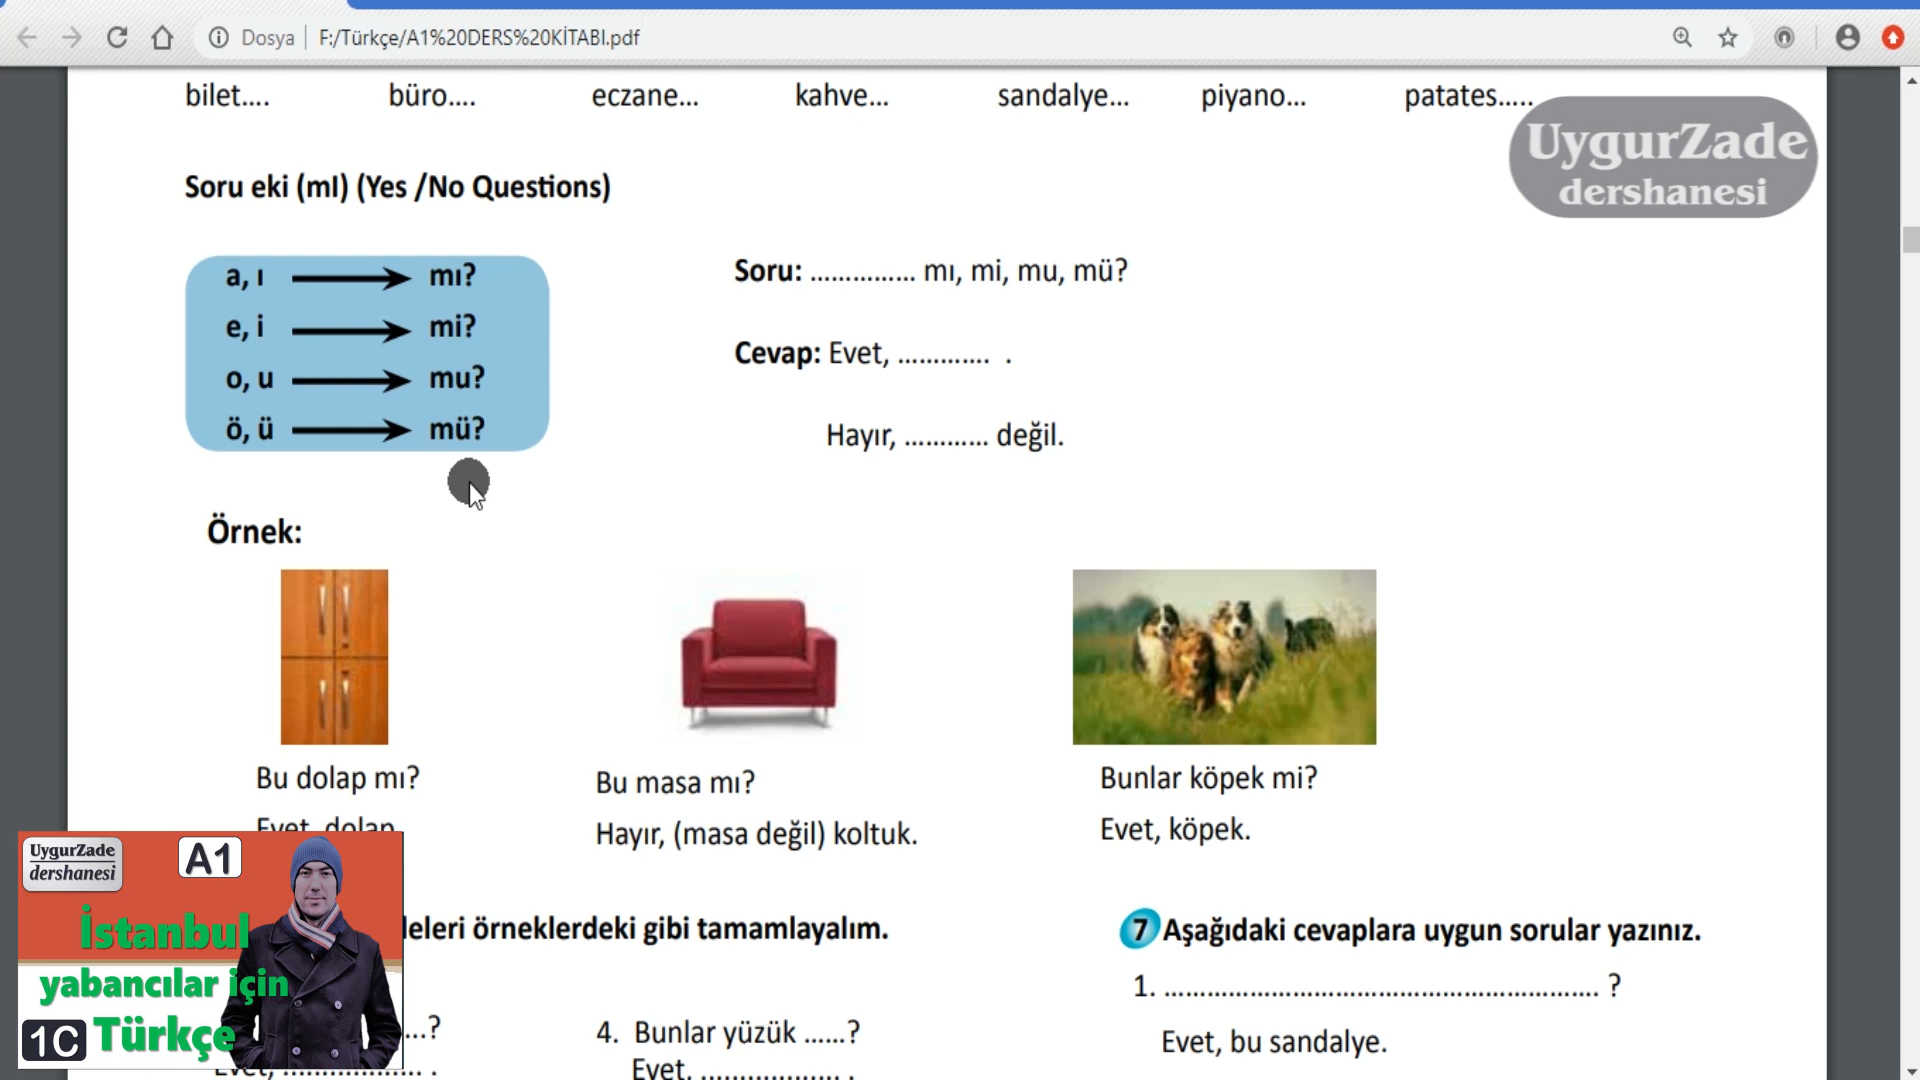 Dosya F:/Türkçe/A1%20DERS%20KİTABI.pdf
bilet.... büro.... eczane... kahve... sandalye... piyano... patates.....
UygurZade
dershanesi
Soru eki (mI) (Yes /No Questions)
a, ı mı?
e, i mi?
o, u mu?
ö, ü mü?
Soru: ............... mı, mi, mu, mü?
Cevap: Evet, ............. .
Hayır, ............ değil.
Örnek:
Bu dolap mı?
Evet, dolap
Bu masa mı?
Hayır, (masa değil) koltuk.
Bunlar köpek mi?
Evet, köpek.
UygurZade
dershanesi
A1
İstanbul
yabancılar için
1C Türkçe
leleri örneklerdeki gibi tamamlayalım.
...?
Evet, .................... .
4. Bunlar yüzük ......?
Evet, .................... .
7 Aşağıdaki cevaplara uygun sorular yazınız.
1. ............................................................. ?
Evet, bu sandalye.